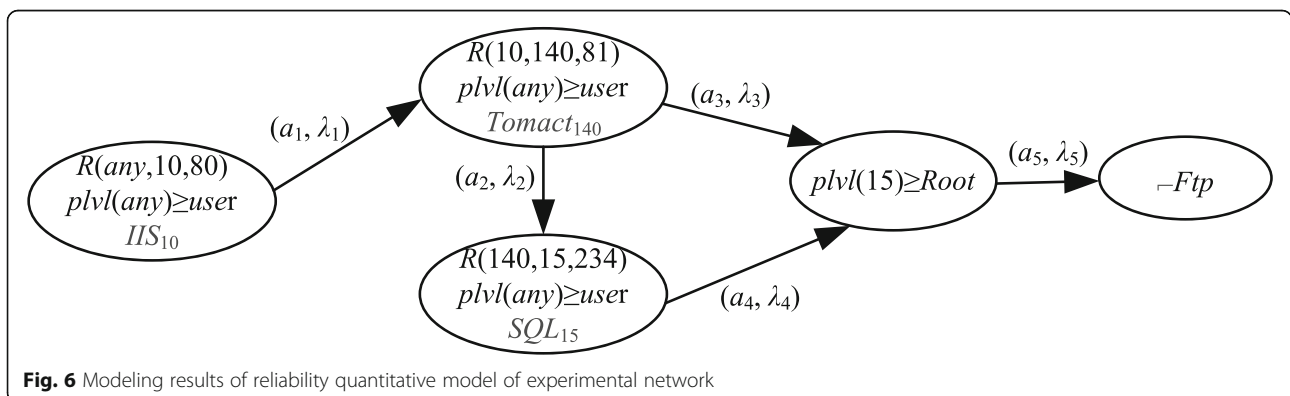 R(10,140,81)
plvl(any)≥user
Tomact140
(a3, λ3)
(a1, λ1)
R(any,10,80)
plvl(any)≥user
IIS10
(a2, λ2)
plvl(15)≥Root
(a5, λ5)
⌐Ftp
R(140,15,234)
plvl(any)≥user
SQL15
(a4, λ4)
Fig. 6 Modeling results of reliability quantitative model of experimental network